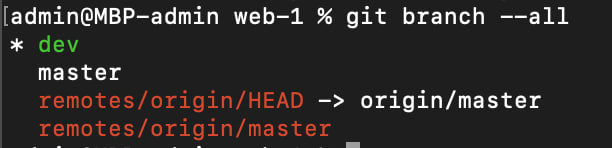 [admin@MBP-admin web-1 % git branch --all
* dev
master
remotes/origin/HEAD -> origin/master
remotes/origin/master